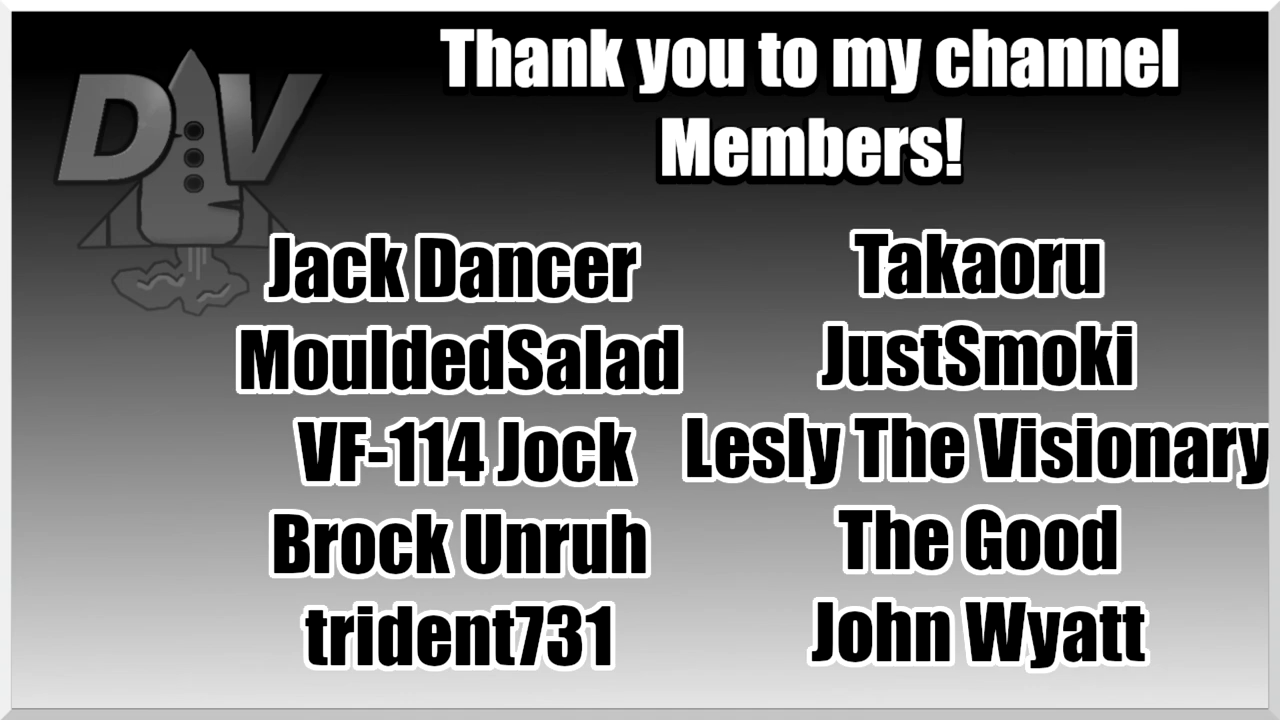 DV
Thank you to my channel
Members!
Jack Dancer
MouldedSalad
VF-114 Jock
Brock Unruh
trident731
Takaoru
JustSmoki
Lesly The Visionary
The Good
John Wyatt